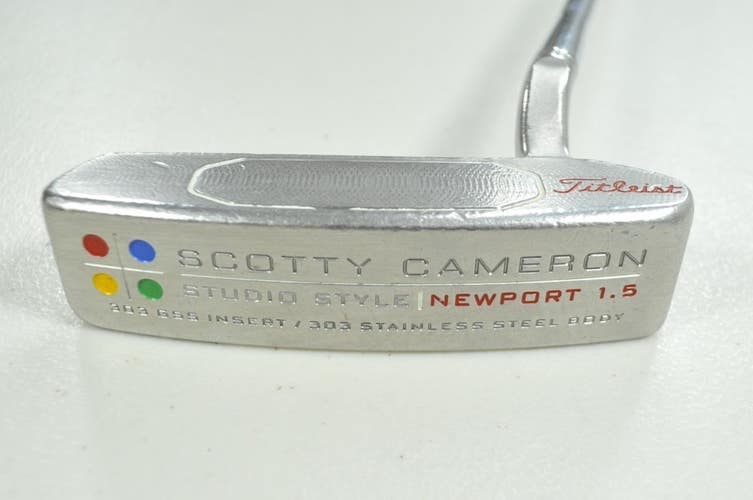 Titleist
SCOTTY CAMERON
STUDIO STYLE | NEWPORT 1.5
303 GSS INSERT / 303 STAINLESS STEEL BODY